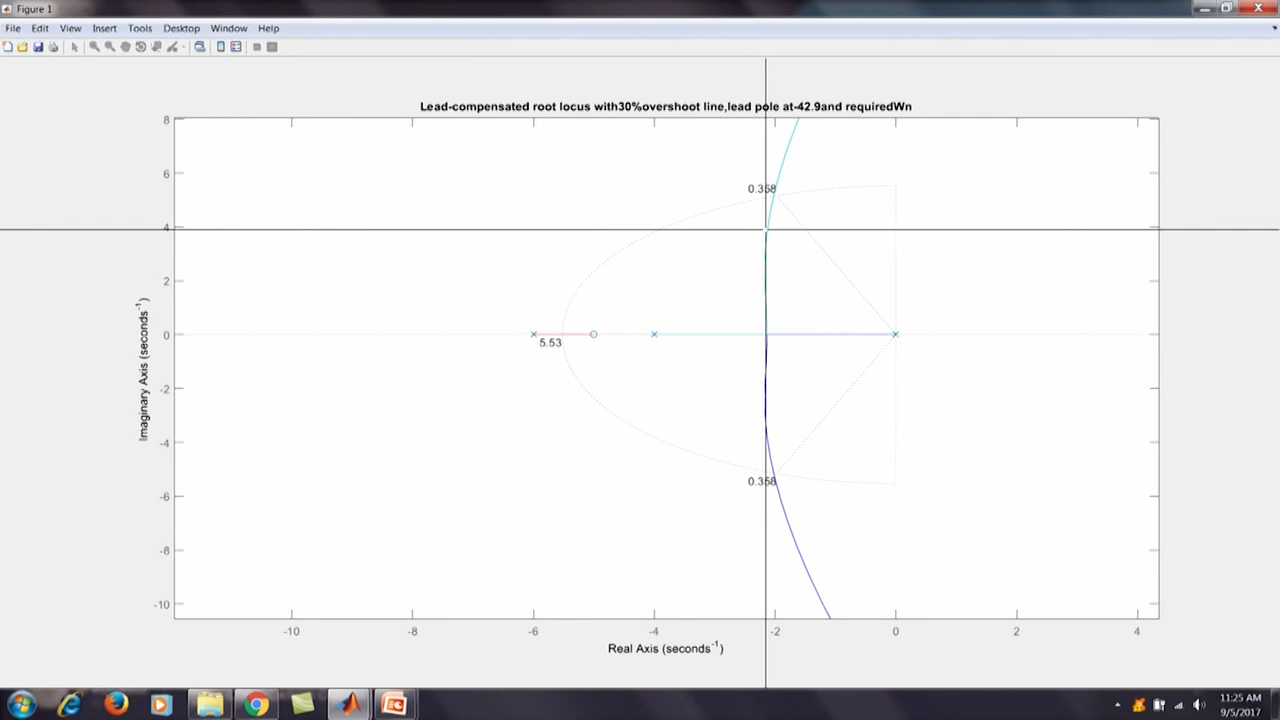 Figure 1
File Edit View Insert Tools Desktop Window Help
Lead-compensated root locus with30%overshoot line,lead pole at-42.9and requiredWn
8
6
4
2
0
-2
-4
-6
-8
-10
Imaginary Axis (seconds-1)
0.358
5.53
0.358
-10 -8 -6 -4 -2 0 2 4
Real Axis (seconds-1)
11:25 AM
9/5/2017